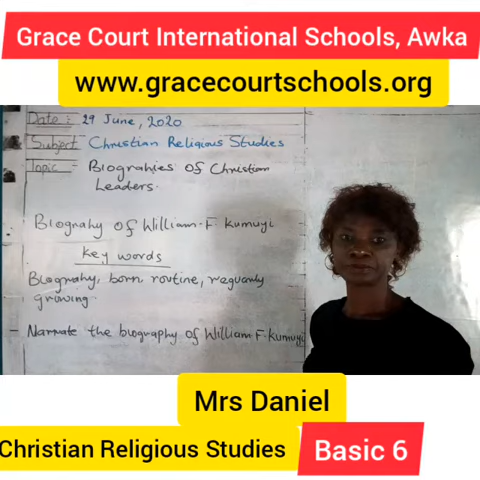 Grace Court International Schools, Awka
www.gracecourtschools.org
Date: 29 June, 2020
Subject Christian Religious Studies
Topic Biograhies of Christian
Leaders.
Biograhy of William. F. Kumuyi
Key words
Biograhy, born, routine,
growing.
- Narrate the biography of William F. Kumuyi
Mrs Daniel
Christian Religious Studies
Basic 6